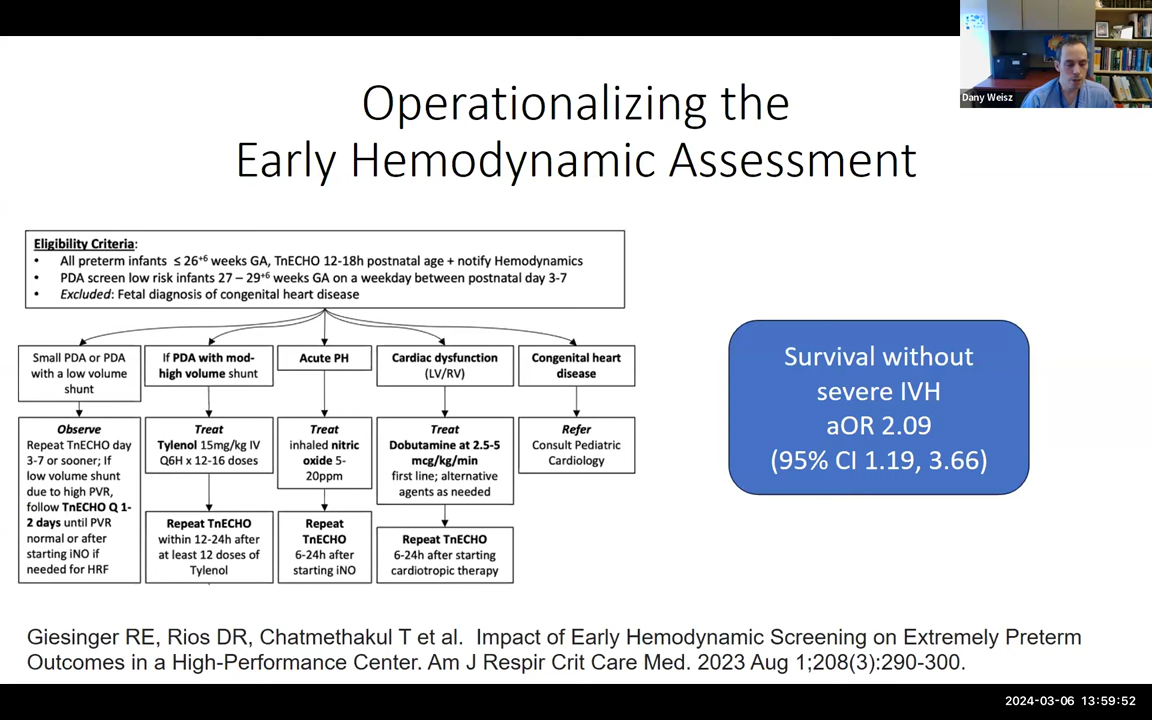 Dany Weisz
Operationalizing the
Early Hemodynamic Assessment
Eligibility Criteria:
• All preterm infants ≤ 26+6 weeks GA, TnECHO 12-18h postnatal age + notify Hemodynamics
• PDA screen low risk infants 27 – 29+6 weeks GA on a weekday between postnatal day 3-7
• Excluded: Fetal diagnosis of congenital heart disease
Small PDA or PDA
with a low volume
shunt
Observe
Repeat TnECHO day
3-7 or sooner; If
low volume shunt
due to high PVR,
follow TnECHO Q 1-
2 days until PVR
normal or after
starting iNO if
needed for HRF
If PDA with mod-
high volume shunt
Treat
Tylenol 15mg/kg IV
Q6H x 12-16 doses
Repeat TnECHO
within 12-24h after
at least 12 doses of
Tylenol
Acute PH
Treat
inhaled nitric
oxide 5-
20ppm
Repeat
TnECHO
6-24h after
starting iNO
Cardiac dysfunction
(LV/RV)
Treat
Dobutamine at 2.5-5
mcg/kg/min
first line; alternative
agents as needed
Repeat TnECHO
6-24h after starting
cardiotropic therapy
Congenital heart
disease
Refer
Consult Pediatric
Cardiology
Survival without
severe IVH
aOR 2.09
(95% CI 1.19, 3.66)
Giesinger RE, Rios DR, Chatmethakul T et al. Impact of Early Hemodynamic Screening on Extremely Preterm
Outcomes in a High-Performance Center. Am J Respir Crit Care Med. 2023 Aug 1;208(3):290-300.
2024-03-06 13:59:52